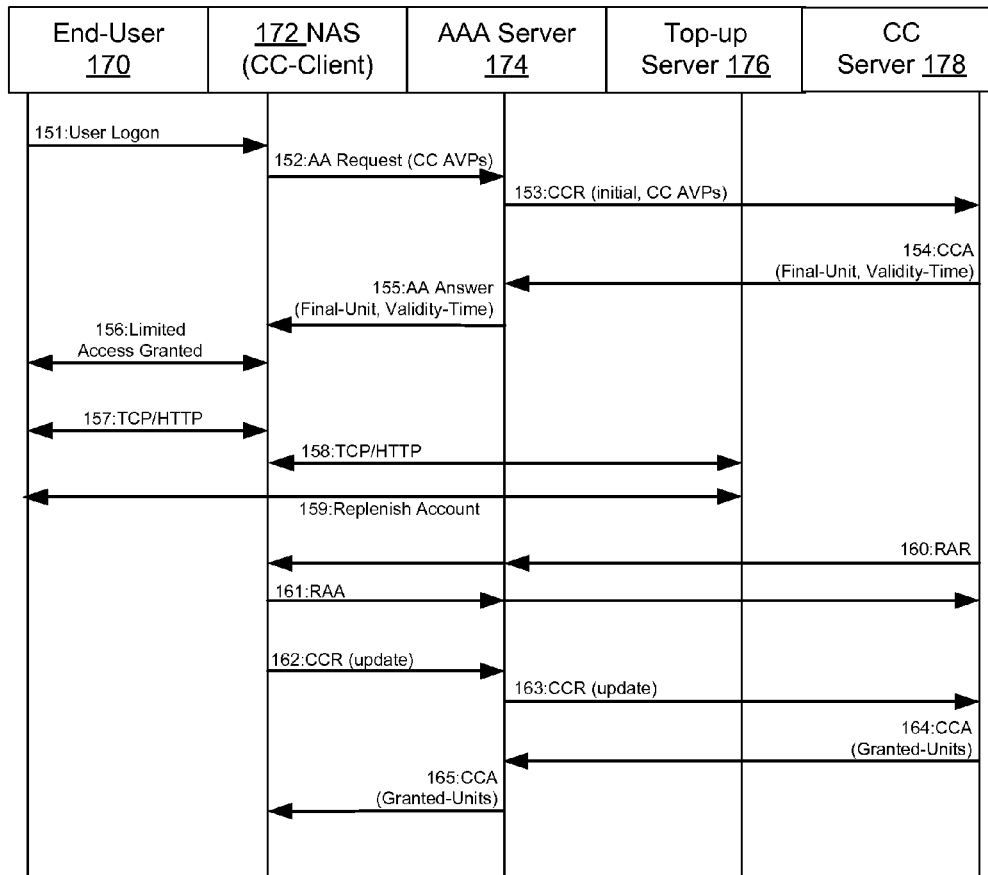 End-User
170
172 NAS
(CC-Client)
AAA Server
174
Top-up
Server 176
CC
Server 178
151:User Logon
152:AA Request (CC AVPs)
153:CCR (initial, CC AVPs)
154:CCA
(Final-Unit, Validity-Time)
155:AA Answer
(Final-Unit, Validity-Time)
156:Limited
Access Granted
157:TCP/HTTP
158:TCP/HTTP
159:Replenish Account
160:RAR
161:RAA
162:CCR (update)
163:CCR (update)
164:CCA
(Granted-Units)
165:CCA
(Granted-Units)